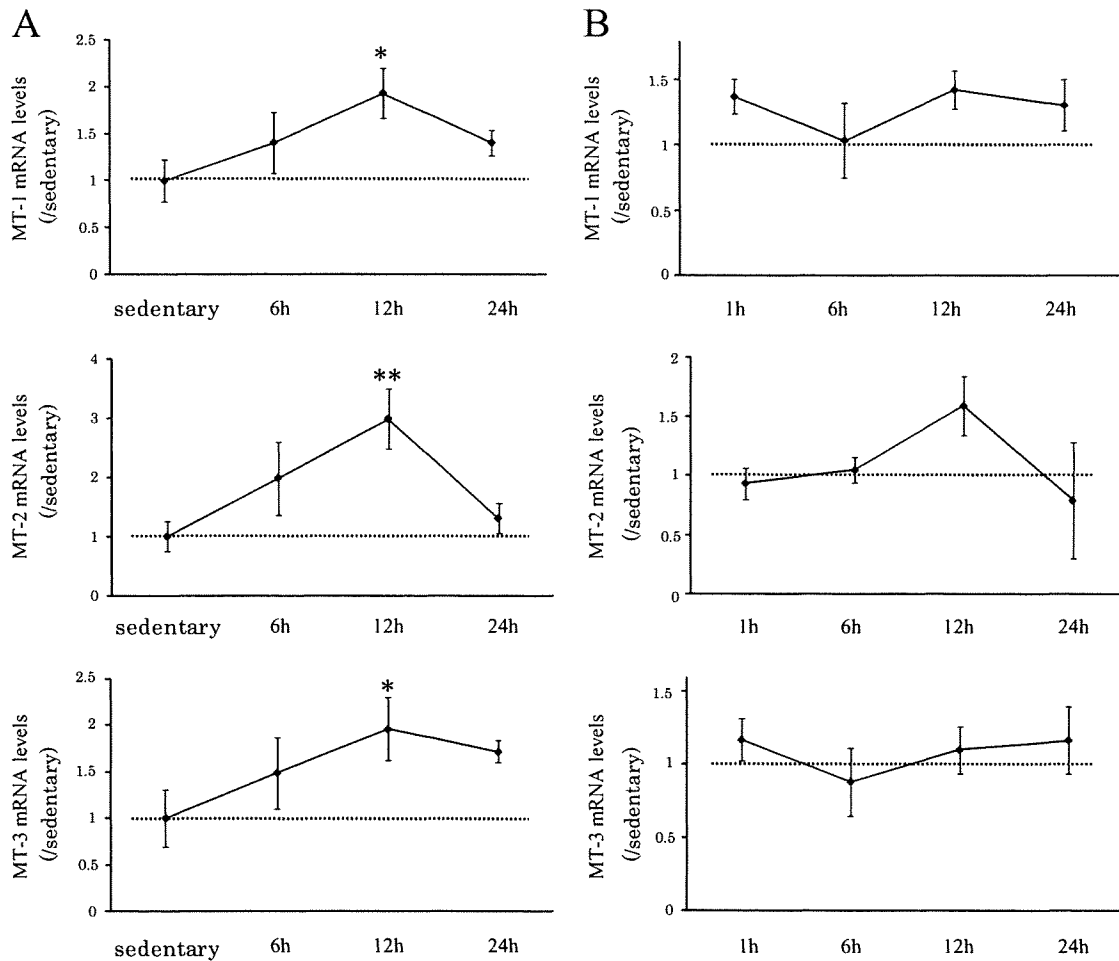 A
MT-1 mRNA levels
(/sedentary)
2.5
2
1.5
1
0.5
0
*
sedentary 6h 12h 24h
B
MT-1 mRNA levels
(/sedentary)
1.5
1
0.5
0
1h 6h 12h 24h
MT-2 mRNA levels
(/sedentary)
4
3
2
1
0
**
sedentary 6h 12h 24h
MT-2 mRNA levels
(/sedentary)
2
1.5
1
0.5
0
1h 6h 12h 24h
MT-3 mRNA levels
(/sedentary)
2.5
2
1.5
1
0.5
0
*
sedentary 6h 12h 24h
MT-3 mRNA levels
(/sedentary)
1.5
1
0.5
0
1h 6h 12h 24h